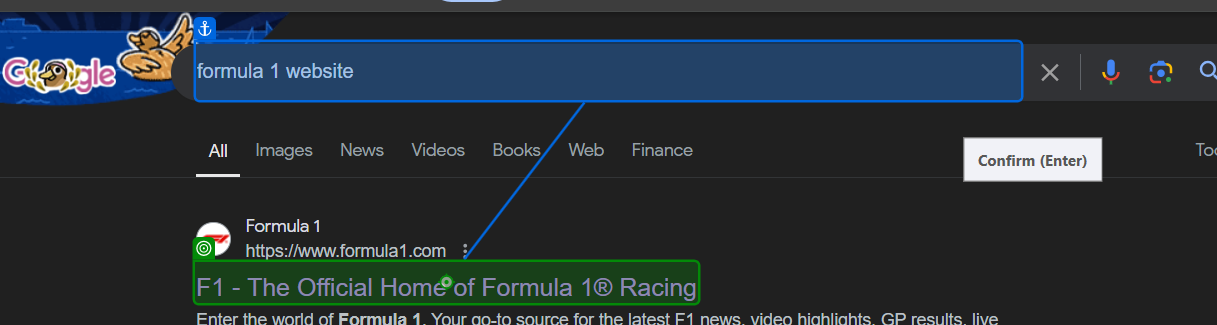 Google
formula 1 website
All Images News Videos Books Web Finance
Confirm (Enter)
Formula 1
https://www.formula1.com
F1 - The Official Home of Formula 1® Racing
Enter the world of Formula 1. Your go-to source for the latest F1 news, video highlights, GP results, live